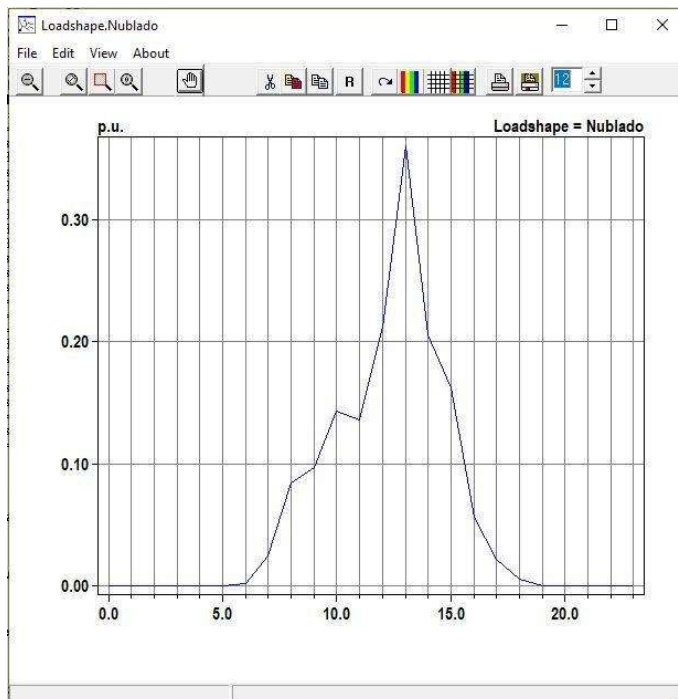 Loadshape.Nublado
File Edit View About
R 12
p.u. Loadshape = Nublado
0.30
0.20
0.10
0.00
0.0 5.0 10.0 15.0 20.0